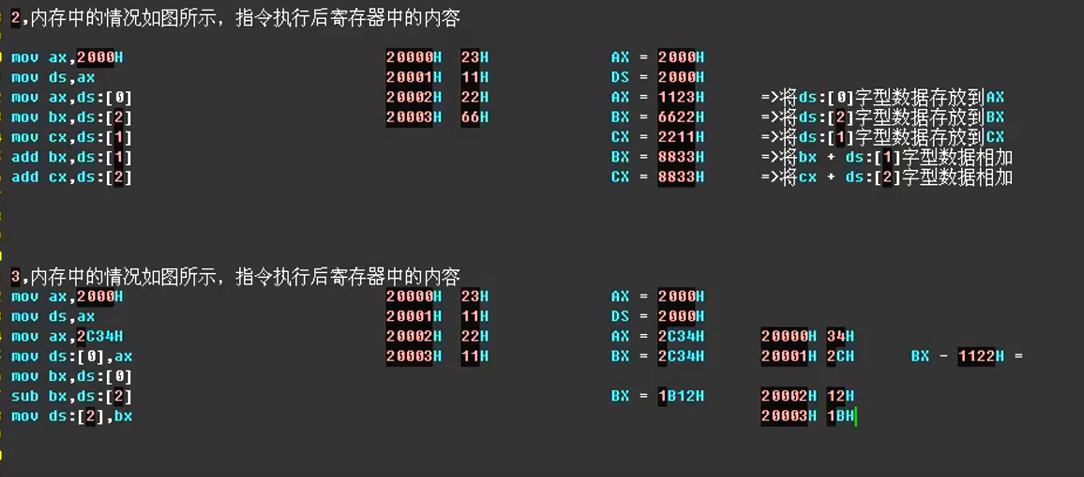 2,内存中的情况如图所示，指令执行后寄存器中的内容
mov ax,2000H 20000H 23H AX = 2000H
mov ds,ax 20001H 11H DS = 2000H
mov ax,ds:[0] 20002H 22H AX = 1123H =>将ds:[0]字型数据存放到AX
mov bx,ds:[2] 20003H 66H BX = 6622H =>将ds:[2]字型数据存放到BX
mov cx,ds:[1] CX = 2211H =>将ds:[1]字型数据存放到CX
add bx,ds:[1] BX = 8833H =>将bx + ds:[1]字型数据相加
add cx,ds:[2] CX = 8833H =>将cx + ds:[2]字型数据相加
3,内存中的情况如图所示，指令执行后寄存器中的内容
mov ax,2000H 20000H 23H AX = 2000H
mov ds,ax 20001H 11H DS = 2000H
mov ax,2C34H 20002H 22H AX = 2C34H 20000H 34H
mov ds:[0],ax 20003H 11H BX = 2C34H 20001H 2CH BX - 1122H =
mov bx,ds:[0]
sub bx,ds:[2] BX = 1B12H 20002H 12H
mov ds:[2],bx 20003H 1BH